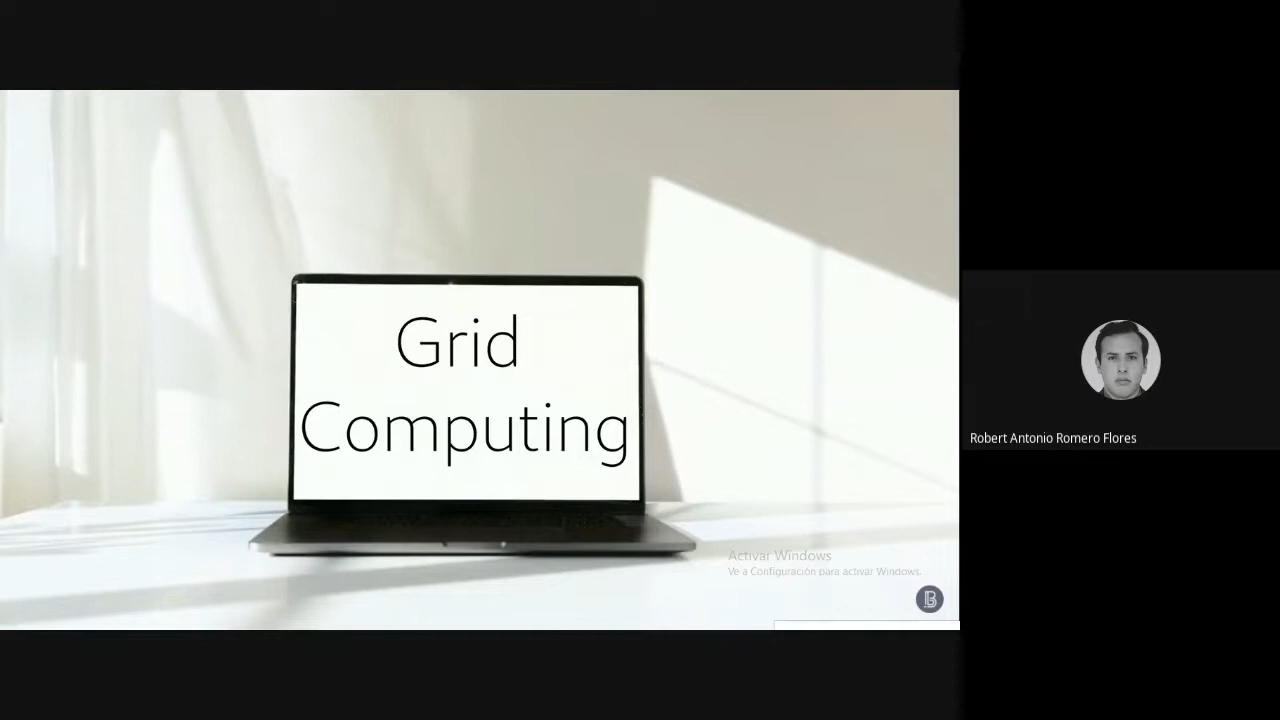 Grid
Computing
Activar Windows
Ve a Configuración para activar Windows.
B
Robert Antonio Romero Flores